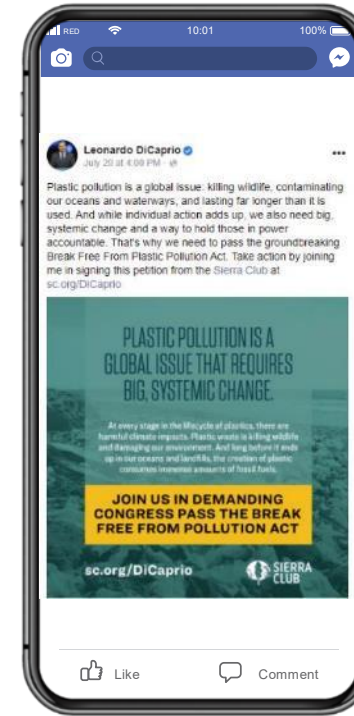 RED 10:01 100%
Leonardo DiCaprio
July 20 at 4:00 PM
Plastic pollution is a global issue: killing wildlife, contaminating
our oceans and waterways, and lasting far longer than it is
used. And while individual action adds up, we also need big,
systemic change and a way to hold those in power
accountable. That's why we need to pass the groundbreaking
Break Free From Plastic Pollution Act. Take action by joining
me in signing this petition from the Sierra Club at
sc.org/DiCaprio
PLASTIC POLLUTION IS A
GLOBAL ISSUE THAT REQUIRES
BIG, SYSTEMIC CHANGE.
At every stage in the lifecycle of plastics, there are
harmful climate impacts. Plastic waste is killing wildlife
and damaging our environment. And long before it ends
up in our oceans and landfills, the creation of plastic
consumes immense amounts of fossil fuels.
JOIN US IN DEMANDING
CONGRESS PASS THE BREAK
FREE FROM POLLUTION ACT
sc.org/DiCaprio
SIERRA
CLUB
Like
Comment